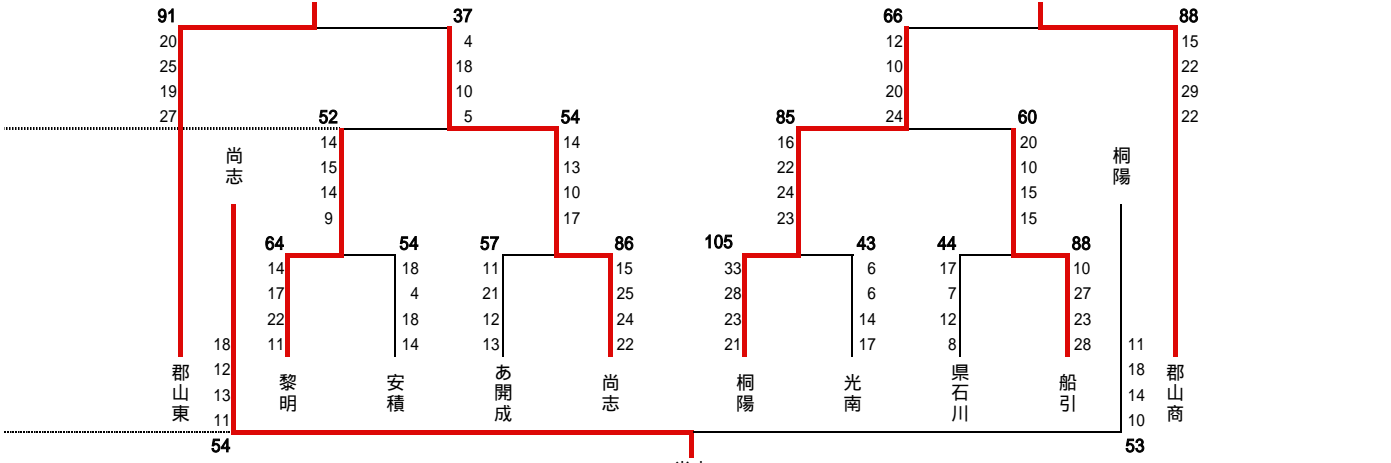 91 37 66 88
20 4 12 15
25 18 10 22
19 10 20 29
27 5 24 22
52 54 85 60
14 14 16 20
15 13 22 10
14 10 24 15
9 17 23 15
尚志
桐陽
64 54 57 86 105 43 44 88
14 18 11 15 33 6 17 10
17 4 21 25 28 6 7 27
22 18 12 24 23 14 12 23
11 14 13 22 21 17 8 28
18 11
12 18
13 14
11 10
郡山東
黎明
安積
あ開成
尚志
桐陽
光南
県石川
船引
郡山商
54 53